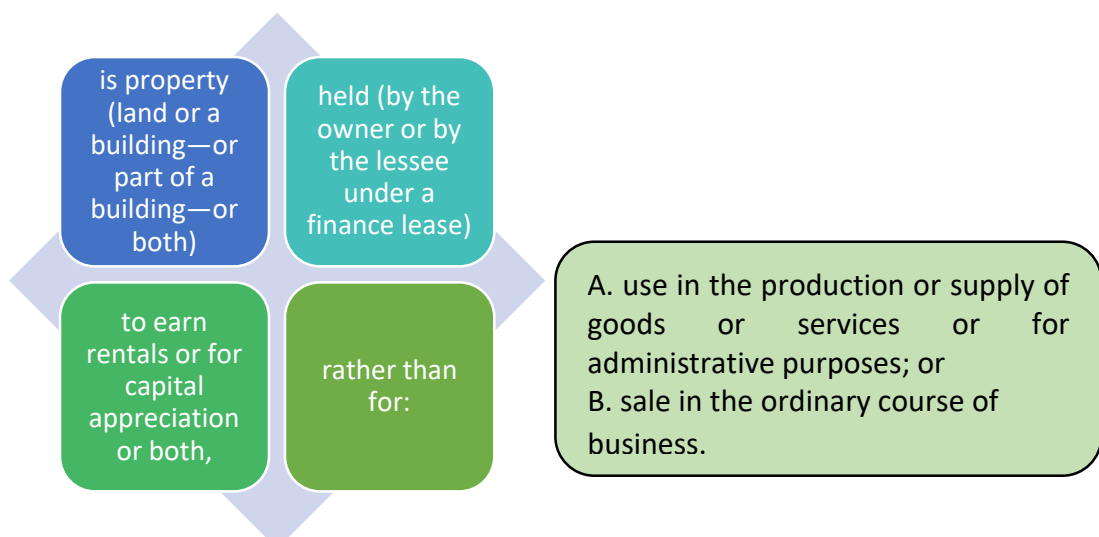 is property
(land or a
building—or
part of a
building—or
both)
held (by the
owner or by
the lessee
under a
finance lease)
to earn
rentals or for
capital
appreciation
or both,
rather than
for:
A. use in the production or supply of
goods or services or for
administrative purposes; or
B. sale in the ordinary course of
business.